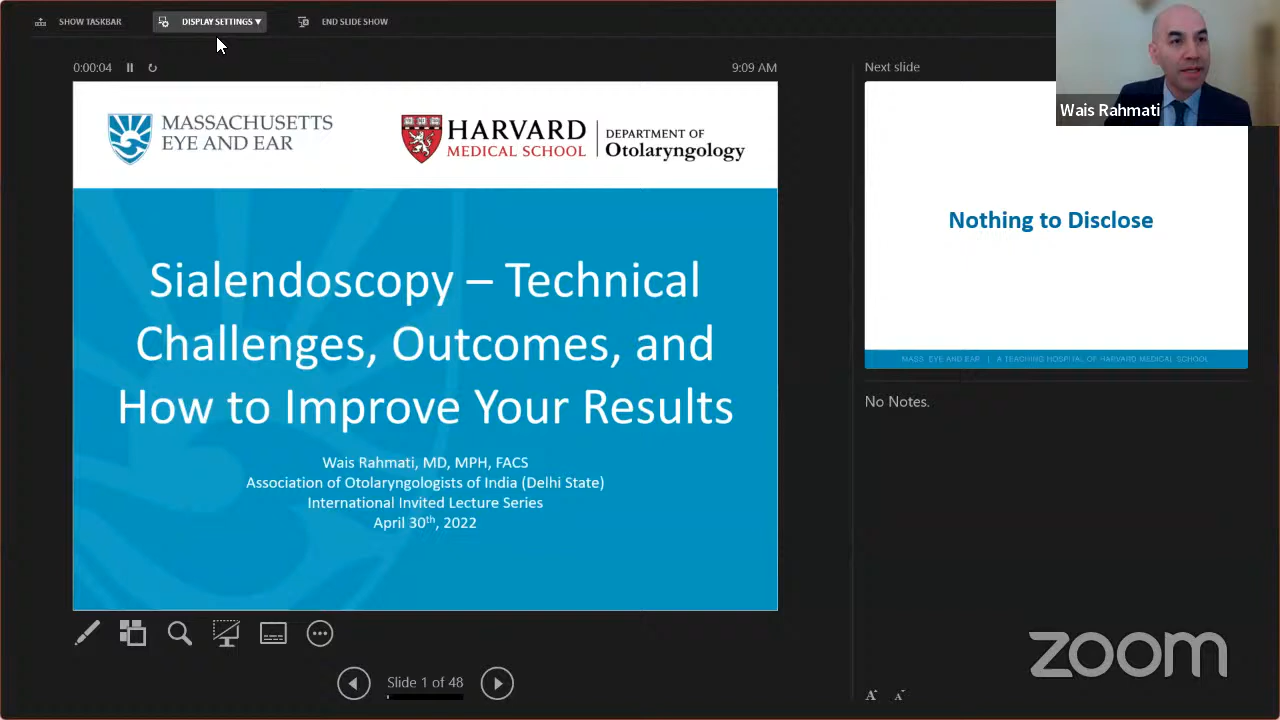 SHOW TASKBAR
DISPLAY SETTINGS ▼
END SLIDE SHOW
0:00:04
9:09 AM
Next slide
Wais Rahmati
MASSACHUSETTS
EYE AND EAR
HARVARD
MEDICAL SCHOOL
DEPARTMENT OF
Otolaryngology
Sialendoscopy – Technical
Challenges, Outcomes, and
How to Improve Your Results
Wais Rahmati, MD, MPH, FACS
Association of Otolaryngologists of India (Delhi State)
International Invited Lecture Series
April 30th, 2022
Nothing to Disclose
MASS. EYE AND EAR | A TEACHING HOSPITAL OF HARVARD MEDICAL SCHOOL
No Notes.
Slide 1 of 48
A A
zoom